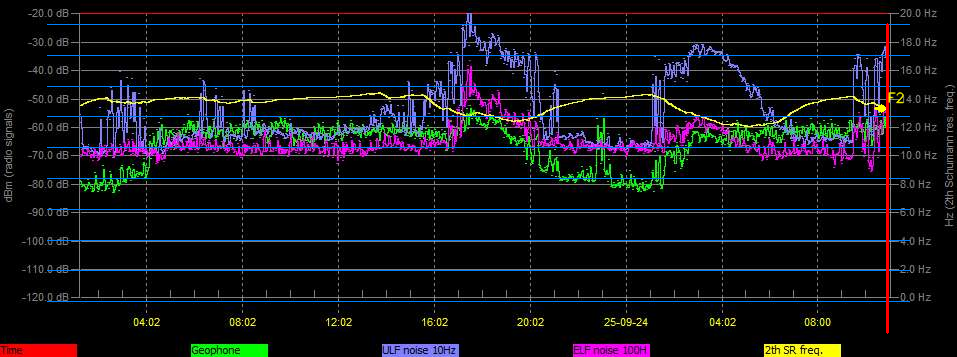 -20.0 dB 20.0 Hz
-30.0 dB 18.0 Hz
-40.0 dB 16.0 Hz
-50.0 dB 14.0 Hz
F2
-60.0 dB 12.0 Hz
-70.0 dB 10.0 Hz
-80.0 dB 8.0 Hz
-90.0 dB 6.0 Hz
-100.0 dB 4.0 Hz
-110.0 dB 2.0 Hz
-120.0 dB 0.0 Hz
dBm (radio signals)
Hz (2th Schumann res. freq.)
04:02 08:02 12:02 16:02 20:02 25-09-24 04:02 08:00
Time Geophone ULF noise 10Hz ELF noise 100H 2th SR freq.